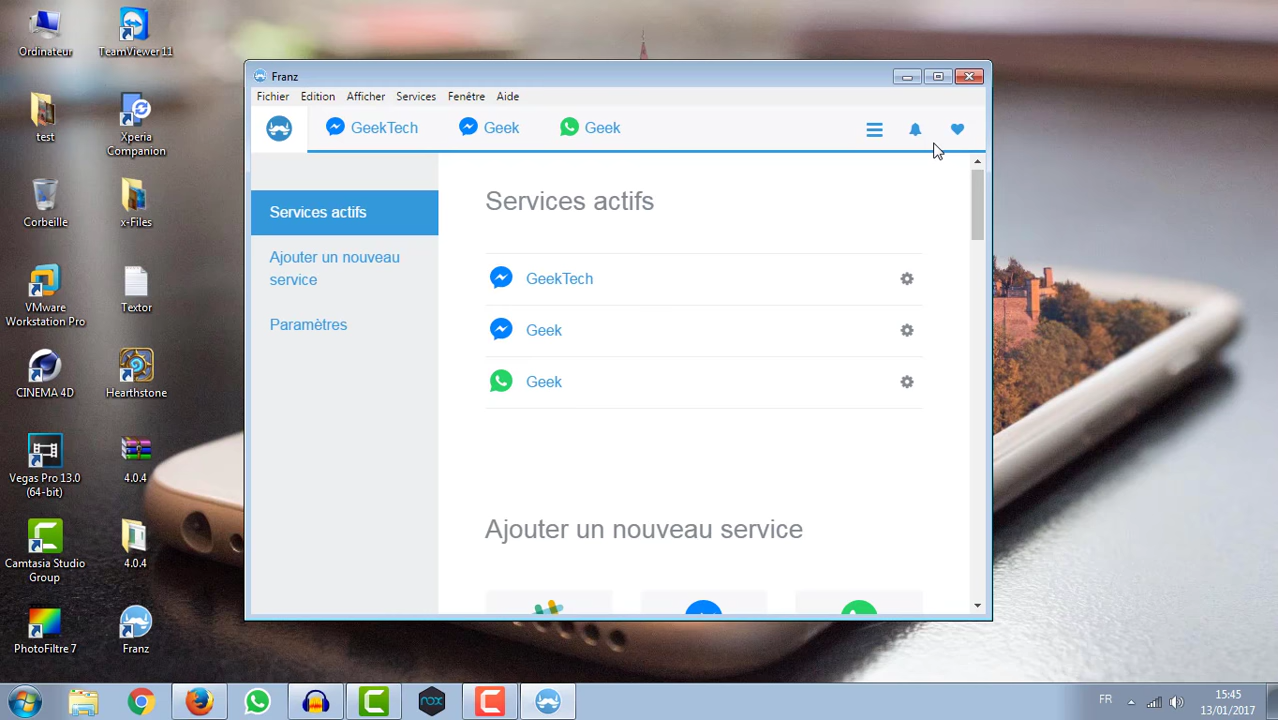 Ordinateur
TeamViewer 11
test
Xperia
Companion
Corbeille
x-Files
VMware
Workstation Pro
Textor
CINEMA 4D
Hearthstone
Vegas Pro 13.0
(64-bit)
4.0.4
Camtasia Studio
Group
4.0.4
PhotoFiltre 7
Franz
Franz
Fichier Edition Afficher Services Fenêtre Aide
GeekTech Geek Geek
Services actifs
Ajouter un nouveau
service
Paramètres
Services actifs
GeekTech
Geek
Geek
Ajouter un nouveau service
nox
FR
15:45
13/01/2017